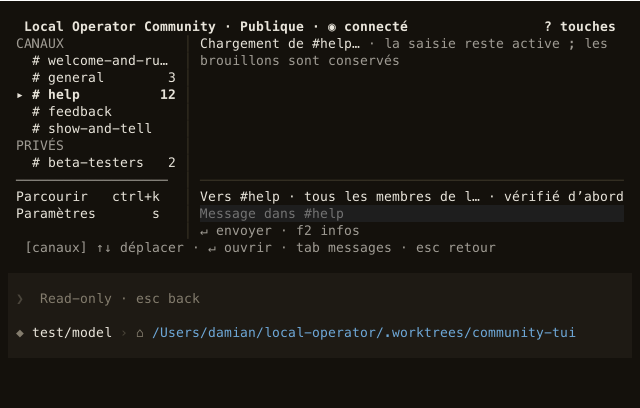 Local Operator Community · Publique · ◉ connecté ? touches
CANAUX
# welcome-and-ru…
# general 3
▸ # help 12
# feedback
# show-and-tell
PRIVÉS
# beta-testers 2
Parcourir ctrl+k
Paramètres s
Chargement de #help… · la saisie reste active ; les
brouillons sont conservés
Vers #help · tous les membres de l… · vérifié d’abord
Message dans #help
↵ envoyer · f2 infos
[canaux] ↑↓ déplacer · ↵ ouvrir · tab messages · esc retour
❯ Read-only · esc back
◆ test/model › ⌂ /Users/damian/local-operator/.worktrees/community-tui